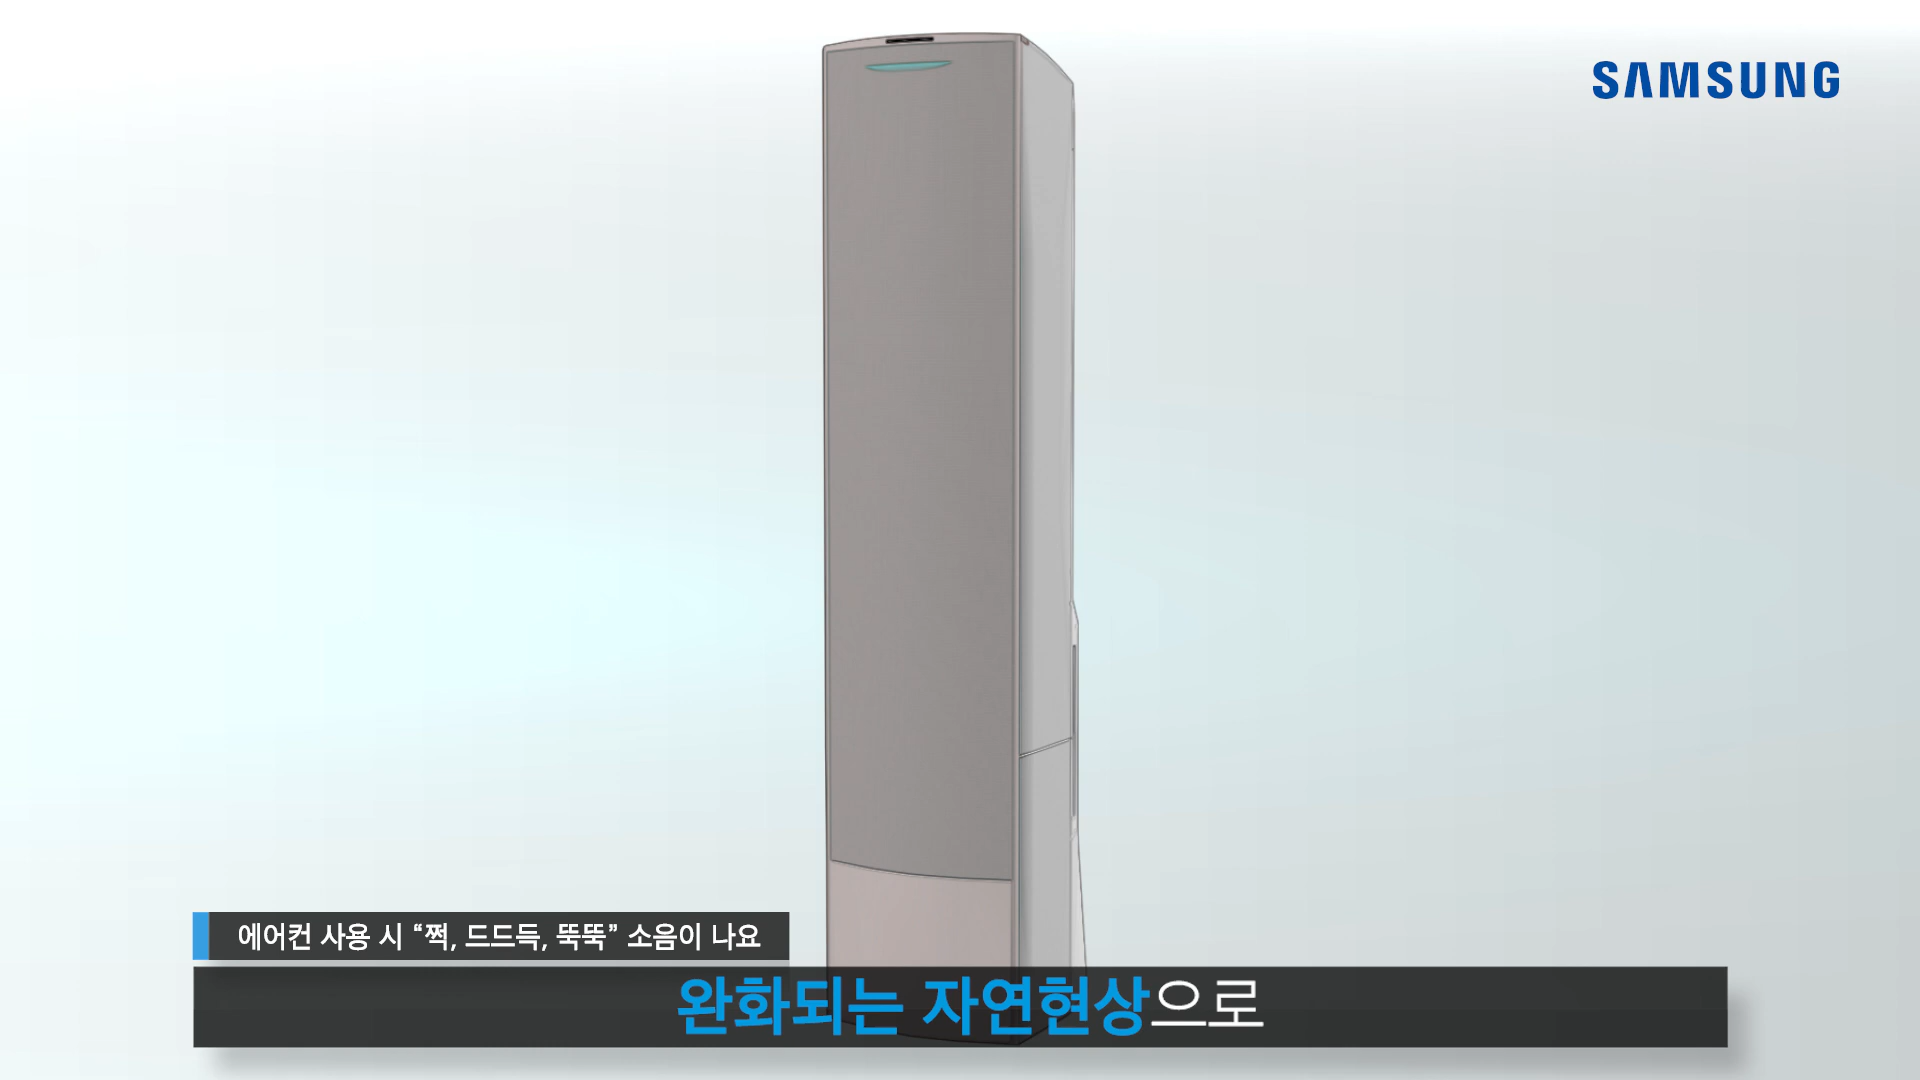 SAMSUNG
에어컨 사용 시 “쩍, 드드득, 뚝뚝” 소음이 나요
완화되는 자연현상으로